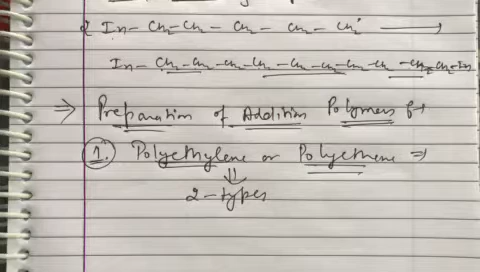 2 In- CH2-CH2- CH2- CH2- CH2• →
In- CH2-CH2-CH2-CH2-CH2-CH2-CH2-CH2-CH2-CH2-In
⇒ Preparation of Addition Polymers :→
1. Polyethylene or Polyethene ⇒
⇓
2-types